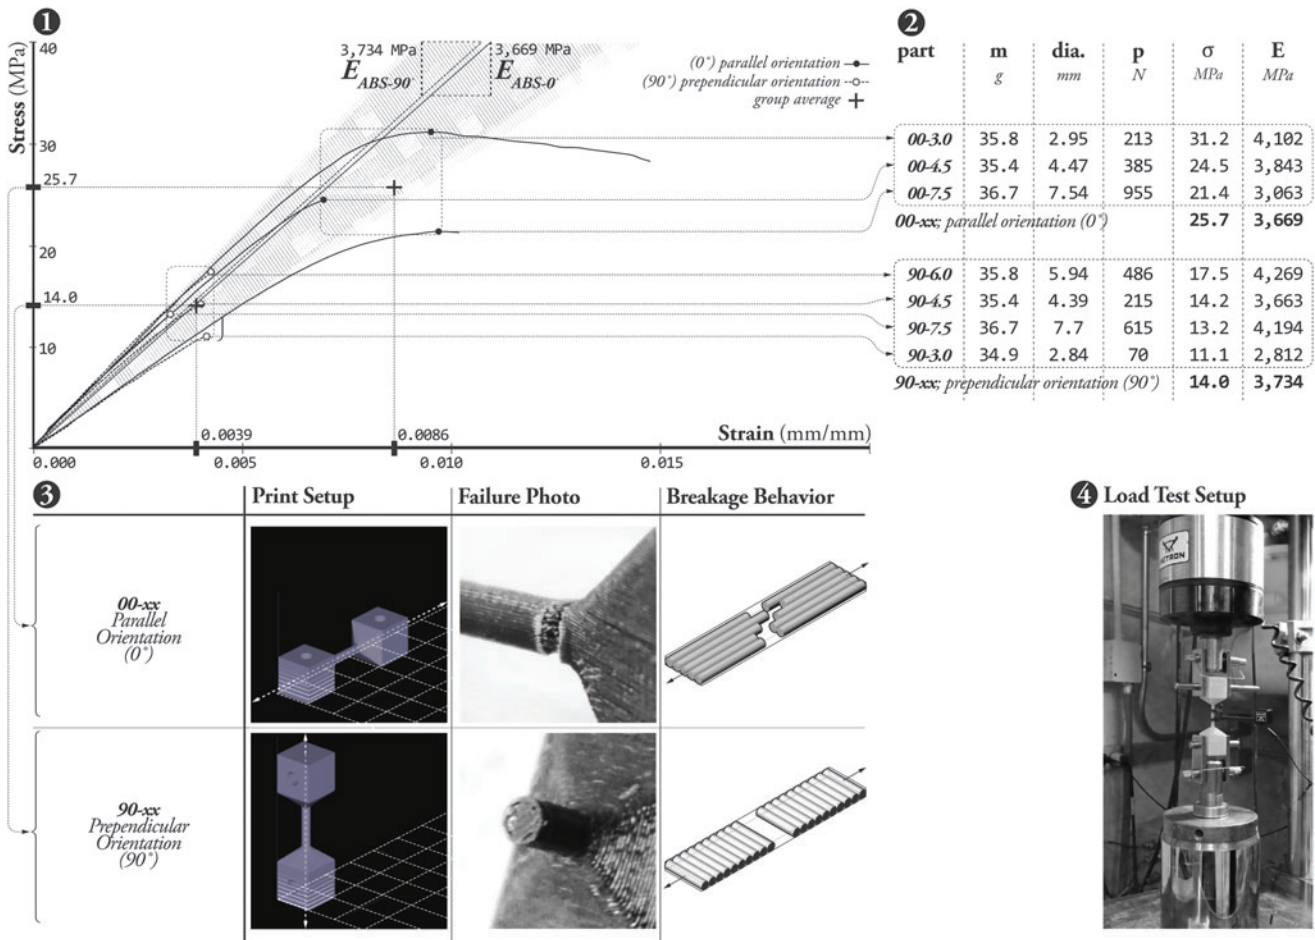 1
Stress (MPa)
40
30
25.7
20
14.0
10
3,734 MPa
E ABS-90°
3,669 MPa
E ABS-0°
(0°) parallel orientation
(90°) prependicular orientation
group average
0.0039
0.0086
Strain (mm/mm)
0.000
0.005
0.010
0.015
2
part m dia. p σ E
g mm N MPa MPa
00-3.0 35.8 2.95 213 31.2 4,102
00-4.5 35.4 4.47 385 24.5 3,843
00-7.5 36.7 7.54 955 21.4 3,063
00-xx; parallel orientation (0°) 25.7 3,669
90-6.0 35.8 5.94 486 17.5 4,269
90-4.5 35.4 4.39 215 14.2 3,663
90-7.5 36.7 7.7 615 13.2 4,194
90-3.0 34.9 2.84 70 11.1 2,812
90-xx; prependicular orientation (90°) 14.0 3,734
3
Print Setup
Failure Photo
Breakage Behavior
00-xx
Parallel
Orientation
(0°)
90-xx
Prependicular
Orientation
(90°)
4 Load Test Setup